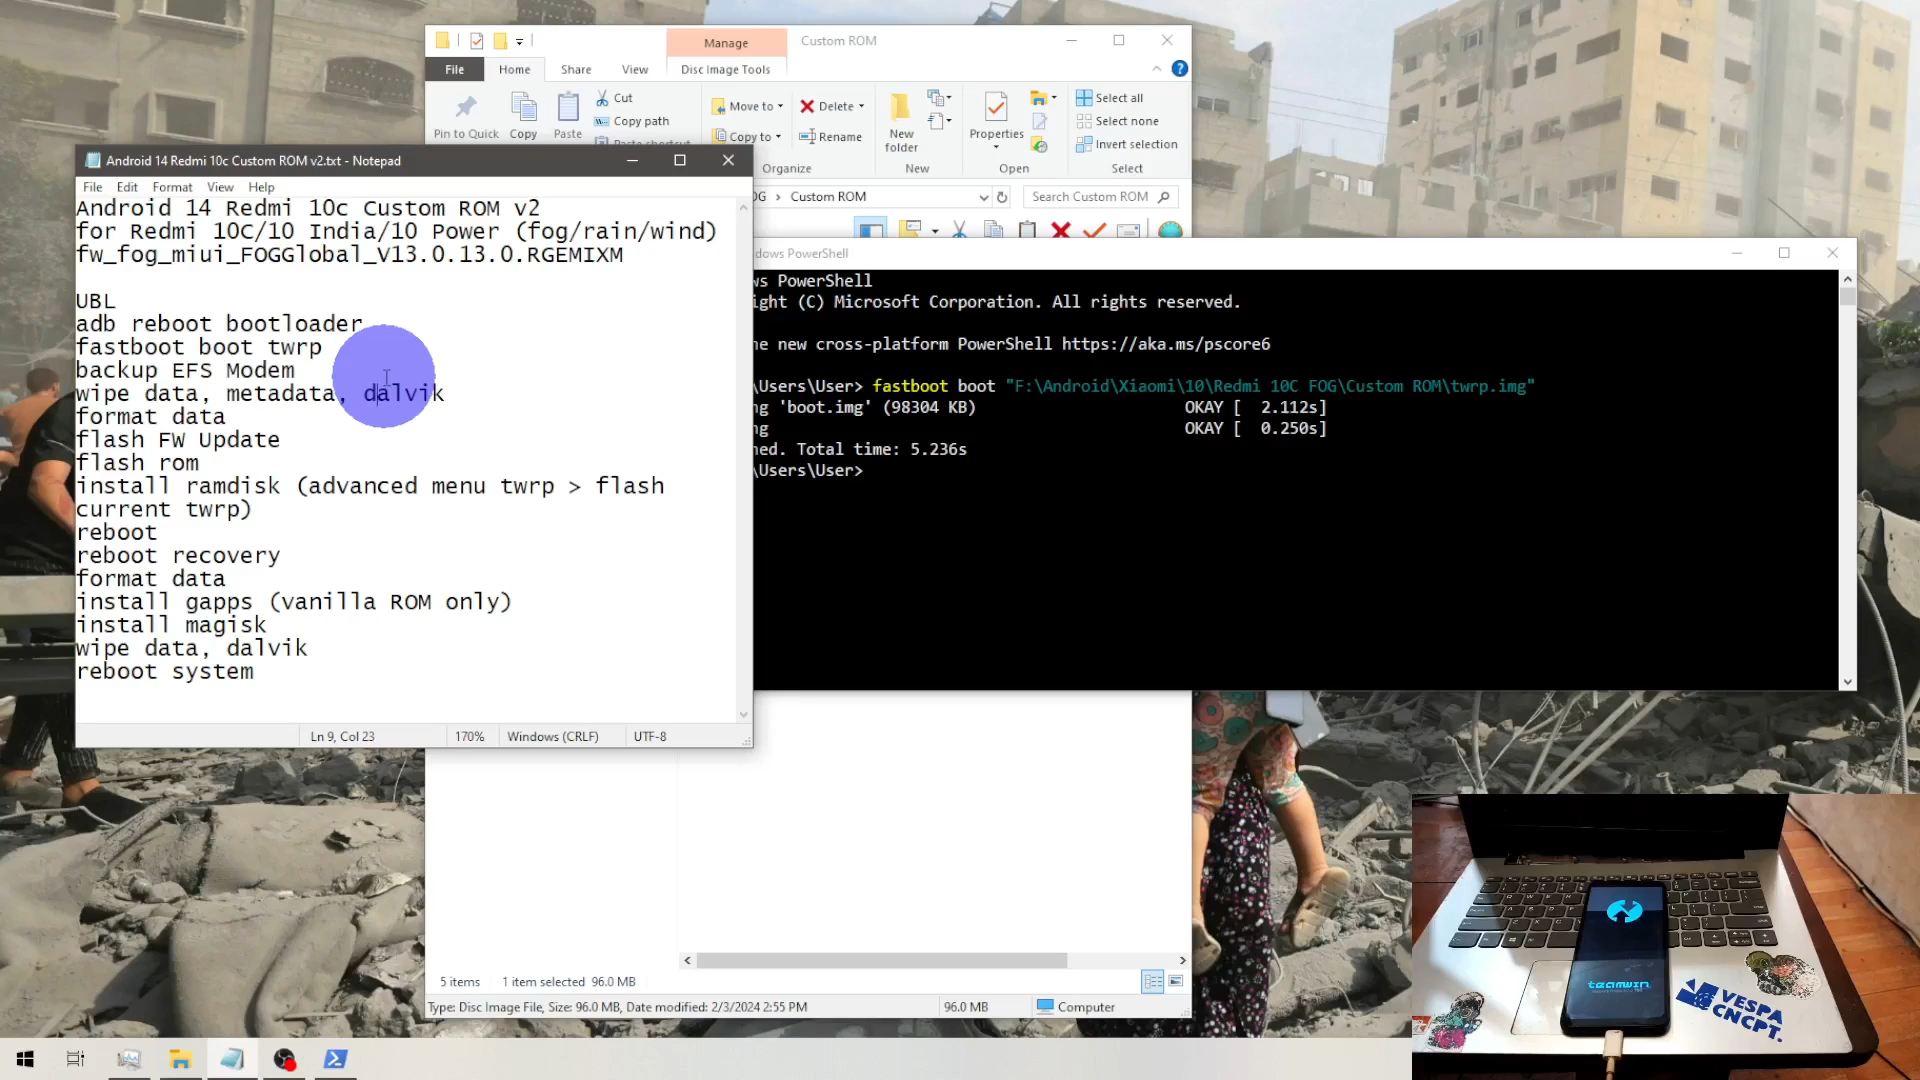 Manage
Custom ROM
File
Home
Share
View
Disc Image Tools
Pin to Quick
Copy
Paste
Cut
Copy path
Paste shortcut
Move to
Copy to
Delete
Rename
Organize
New
folder
New
Properties
Open
Select all
Select none
Invert selection
Select
OG > Custom ROM
Search Custom ROM
Android 14 Redmi 10c Custom ROM v2.txt - Notepad
File Edit Format View Help
Android 14 Redmi 10c Custom ROM v2
for Redmi 10C/10 India/10 Power (fog/rain/wind)
fw_fog_miui_FOGGlobal_V13.0.13.0.RGEMIXM
UBL
adb reboot bootloader
fastboot boot twrp
backup EFS Modem
wipe data, metadata, dalvik
format data
flash FW Update
flash rom
install ramdisk (advanced menu twrp > flash
current twrp)
reboot
reboot recovery
format data
install gapps (vanilla ROM only)
install magisk
wipe data, dalvik
reboot system
Ln 9, Col 23
170%
Windows (CRLF)
UTF-8
dows PowerShell
ws PowerShell
ight (C) Microsoft Corporation. All rights reserved.
he new cross-platform PowerShell https://aka.ms/pscore6
\Users\User> fastboot boot "F:\Android\Xiaomi\10\Redmi 10C FOG\Custom ROM\twrp.img"
ng 'boot.img' (98304 KB) OKAY [ 2.112s]
ng OKAY [ 0.250s]
hed. Total time: 5.236s
\Users\User>
5 items 1 item selected 96.0 MB
Type: Disc Image File, Size: 96.0 MB, Date modified: 2/3/2024 2:55 PM
96.0 MB
Computer
teamwin
VESPA
CNCPT.